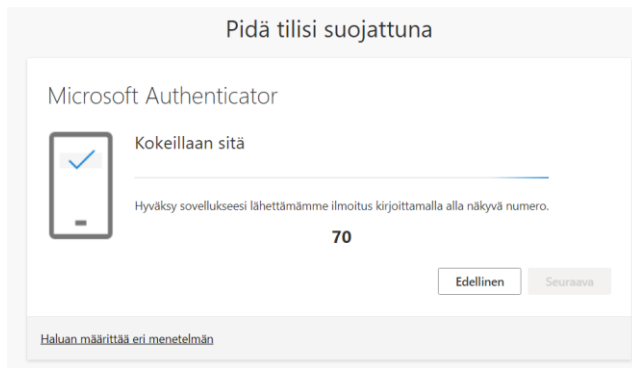 Pidä tilisi suojattuna
Microsoft Authenticator
Kokeillaan sitä
Hyväksy sovellukseesi lähettämämme ilmoitus kirjoittamalla alla näkyvä numero.
70
Edellinen
Seuraava
Haluan määrittää eri menetelmän